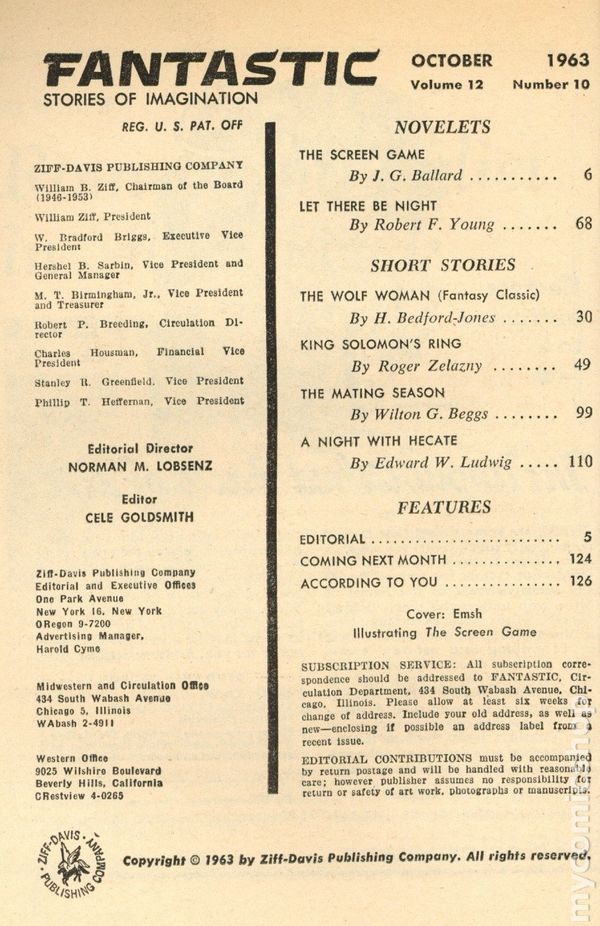 FANTASTIC
STORIES OF IMAGINATION
REG. U. S. PAT. OFF
OCTOBER 1963
Volume 12 Number 10
ZIFF-DAVIS PUBLISHING COMPANY
William B. Ziff, Chairman of the Board
(1946-1953)
William Ziff, President
W. Bradford Briggs, Executive Vice
President
Hershel B. Sarbin, Vice President and
General Manager
M. T. Birmingham, Jr., Vice President
and Treasurer
Robert P. Breeding, Circulation Di-
rector
Charles Housman, Financial Vice
President
Stanley R. Greenfield, Vice President
Phillip T. Heffernan, Vice President
Editorial Director
NORMAN M. LOBSENZ
Editor
CELE GOLDSMITH
Ziff-Davis Publishing Company
Editorial and Executive Offices
One Park Avenue
New York 16, New York
ORegon 9-7200
Advertising Manager,
Harold Cymo
Midwestern and Circulation Office
434 South Wabash Avenue
Chicago 5, Illinois
WAbash 2-4911
Western Office
9025 Wilshire Boulevard
Beverly Hills, California
CRestview 4-0265
NOVELETS
THE SCREEN GAME
By J. G. Ballard ........... 6
LET THERE BE NIGHT
By Robert F. Young ....... 68
SHORT STORIES
THE WOLF WOMAN (Fantasy Classic)
By H. Bedford-Jones ....... 30
KING SOLOMON'S RING
By Roger Zelazny ........ 49
THE MATING SEASON
By Wilton G. Beggs ........ 99
A NIGHT WITH HECATE
By Edward W. Ludwig ..... 110
FEATURES
EDITORIAL ......................... 5
COMING NEXT MONTH .............. 124
ACCORDING TO YOU ............... 126
Cover: Emsh
Illustrating The Screen Game
SUBSCRIPTION SERVICE: All subscription corre-
spondence should be addressed to FANTASTIC, Cir-
culation Department, 434 South Wabash Avenue, Chi-
cago, Illinois. Please allow at least six weeks for
change of address. Include your old address, as well as
new—enclosing if possible an address label from a
recent issue.
EDITORIAL CONTRIBUTIONS must be accompanied
by return postage and will be handled with reasonable
care; however publisher assumes no responsibility for
return or safety of art work, photographs or manuscripts.
ZIFF-DAVIS PUBLISHING COMPANY
Copyright © 1963 by Ziff-Davis Publishing Company. All rights reserved.